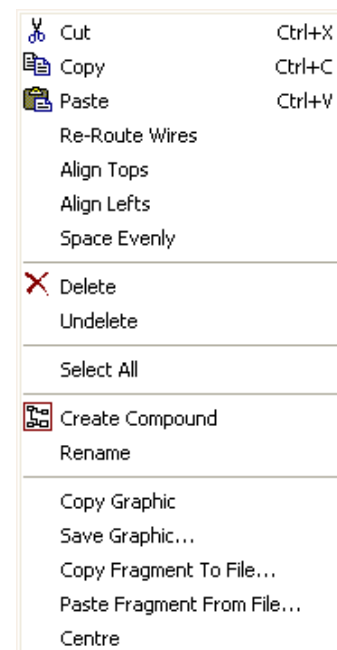 Cut Ctrl+X
Copy Ctrl+C
Paste Ctrl+V
Re-Route Wires
Align Tops
Align Lefts
Space Evenly
Delete
Undelete
Select All
Create Compound
Rename
Copy Graphic
Save Graphic...
Copy Fragment To File...
Paste Fragment From File...
Centre